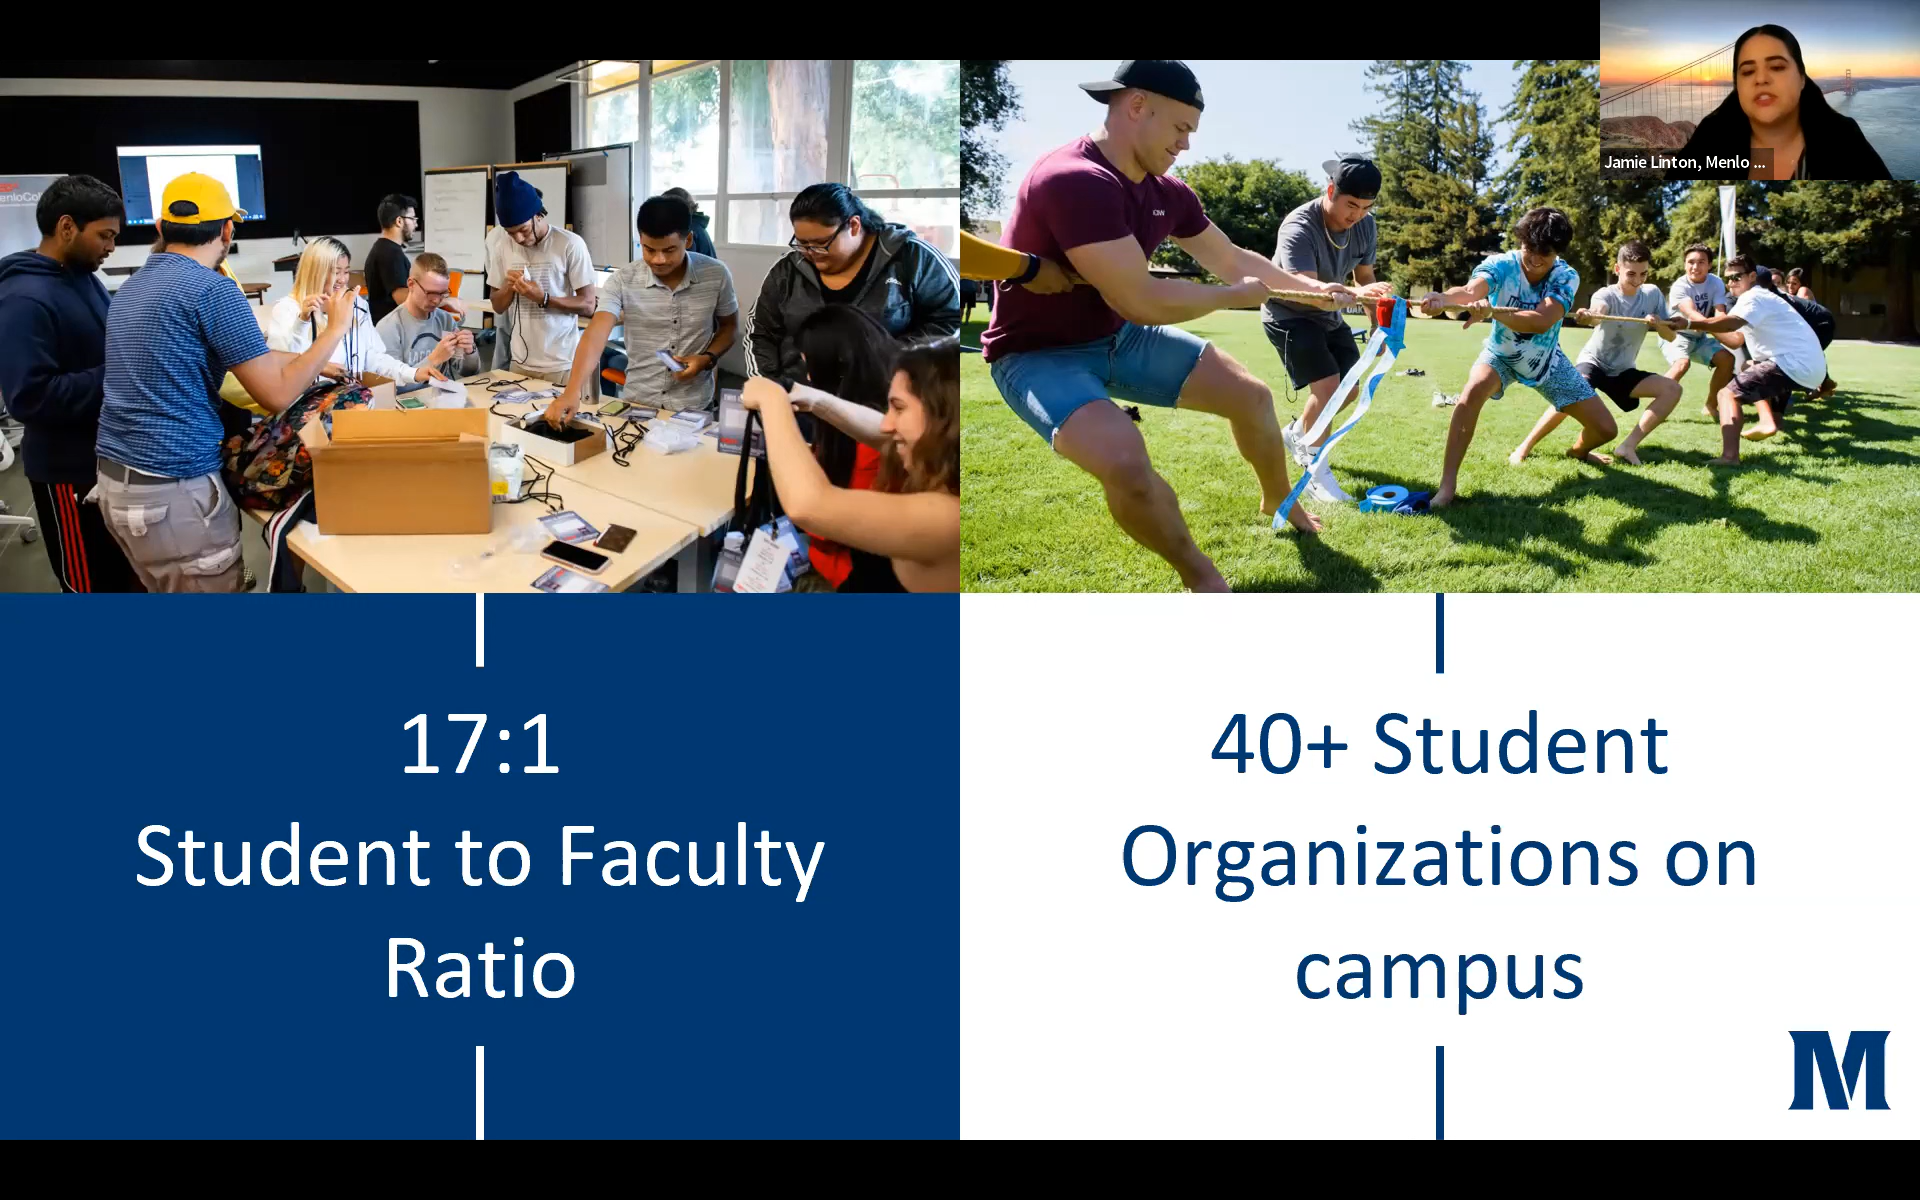 Jamie Linton, Menlo ...
17:1
Student to Faculty
Ratio
40+ Student
Organizations on
campus
M